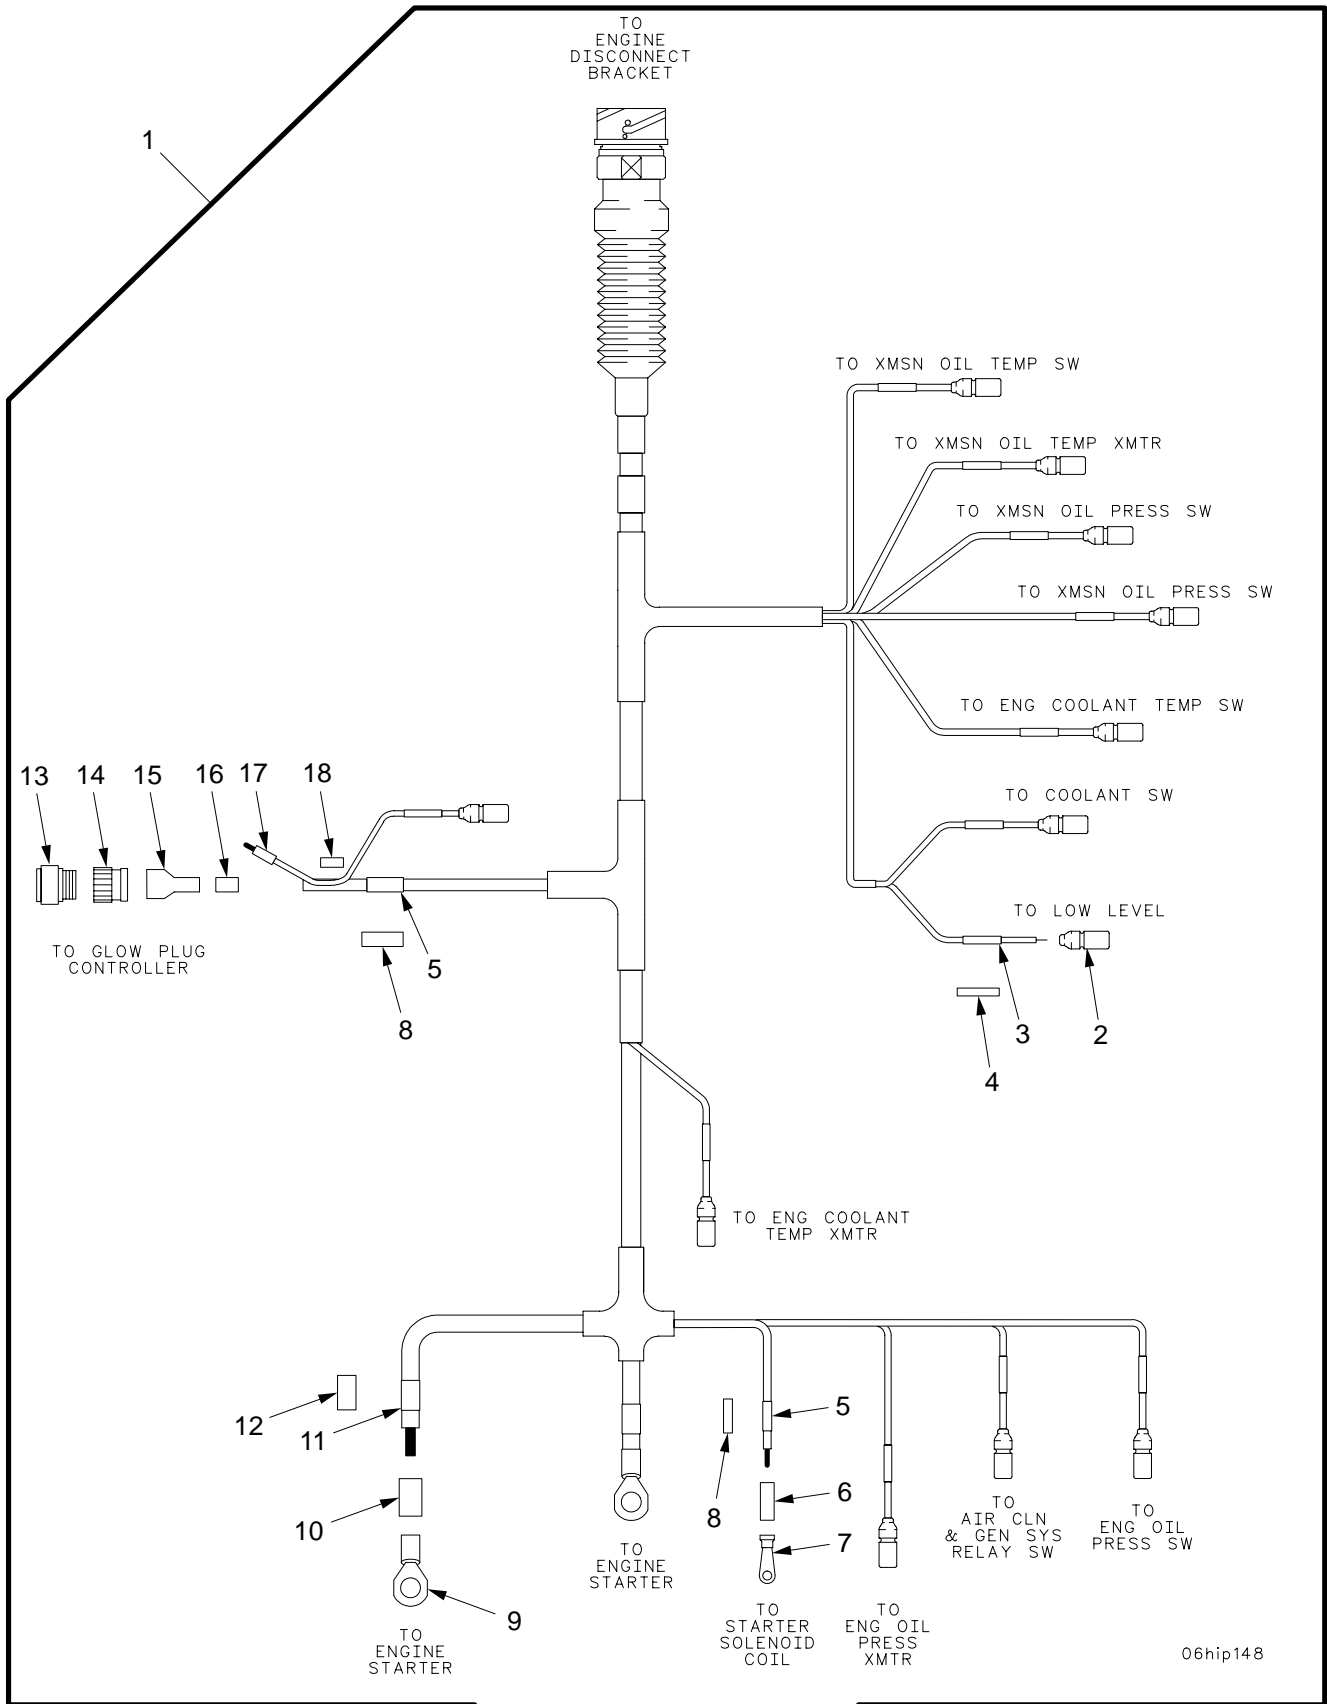 TO
ENGINE
DISCONNECT
BRACKET
1
TO XMSN OIL TEMP SW
TO XMSN OIL TEMP XMTR
TO XMSN OIL PRESS SW
TO XMSN OIL PRESS SW
TO ENG COOLANT TEMP SW
13
14
15
16
17
18
TO COOLANT SW
TO LOW LEVEL
TO GLOW PLUG
CONTROLLER
5
8
3
2
4
TO ENG COOLANT
TEMP XMTR
12
11
5
8
6
10
7
9
TO
ENGINE
STARTER
TO
ENGINE
STARTER
TO
STARTER
SOLENOID
COIL
TO
ENG OIL
PRESS
XMTR
TO
AIR CLN
& GEN SYS
RELAY SW
TO
ENG OIL
PRESS SW
06hip148